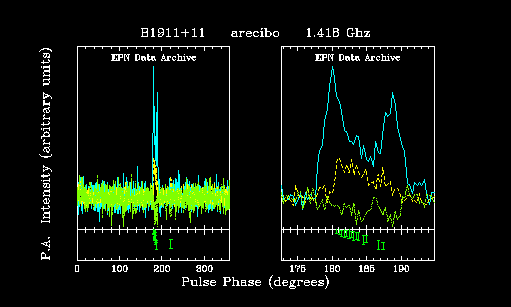 B1911+11 arecibo 1.418 Ghz
EPN Data Archive EPN Data Archive
P.A. Intensity (arbitrary units)
0 100 200 300 175 180 185 190
Pulse Phase (degrees)